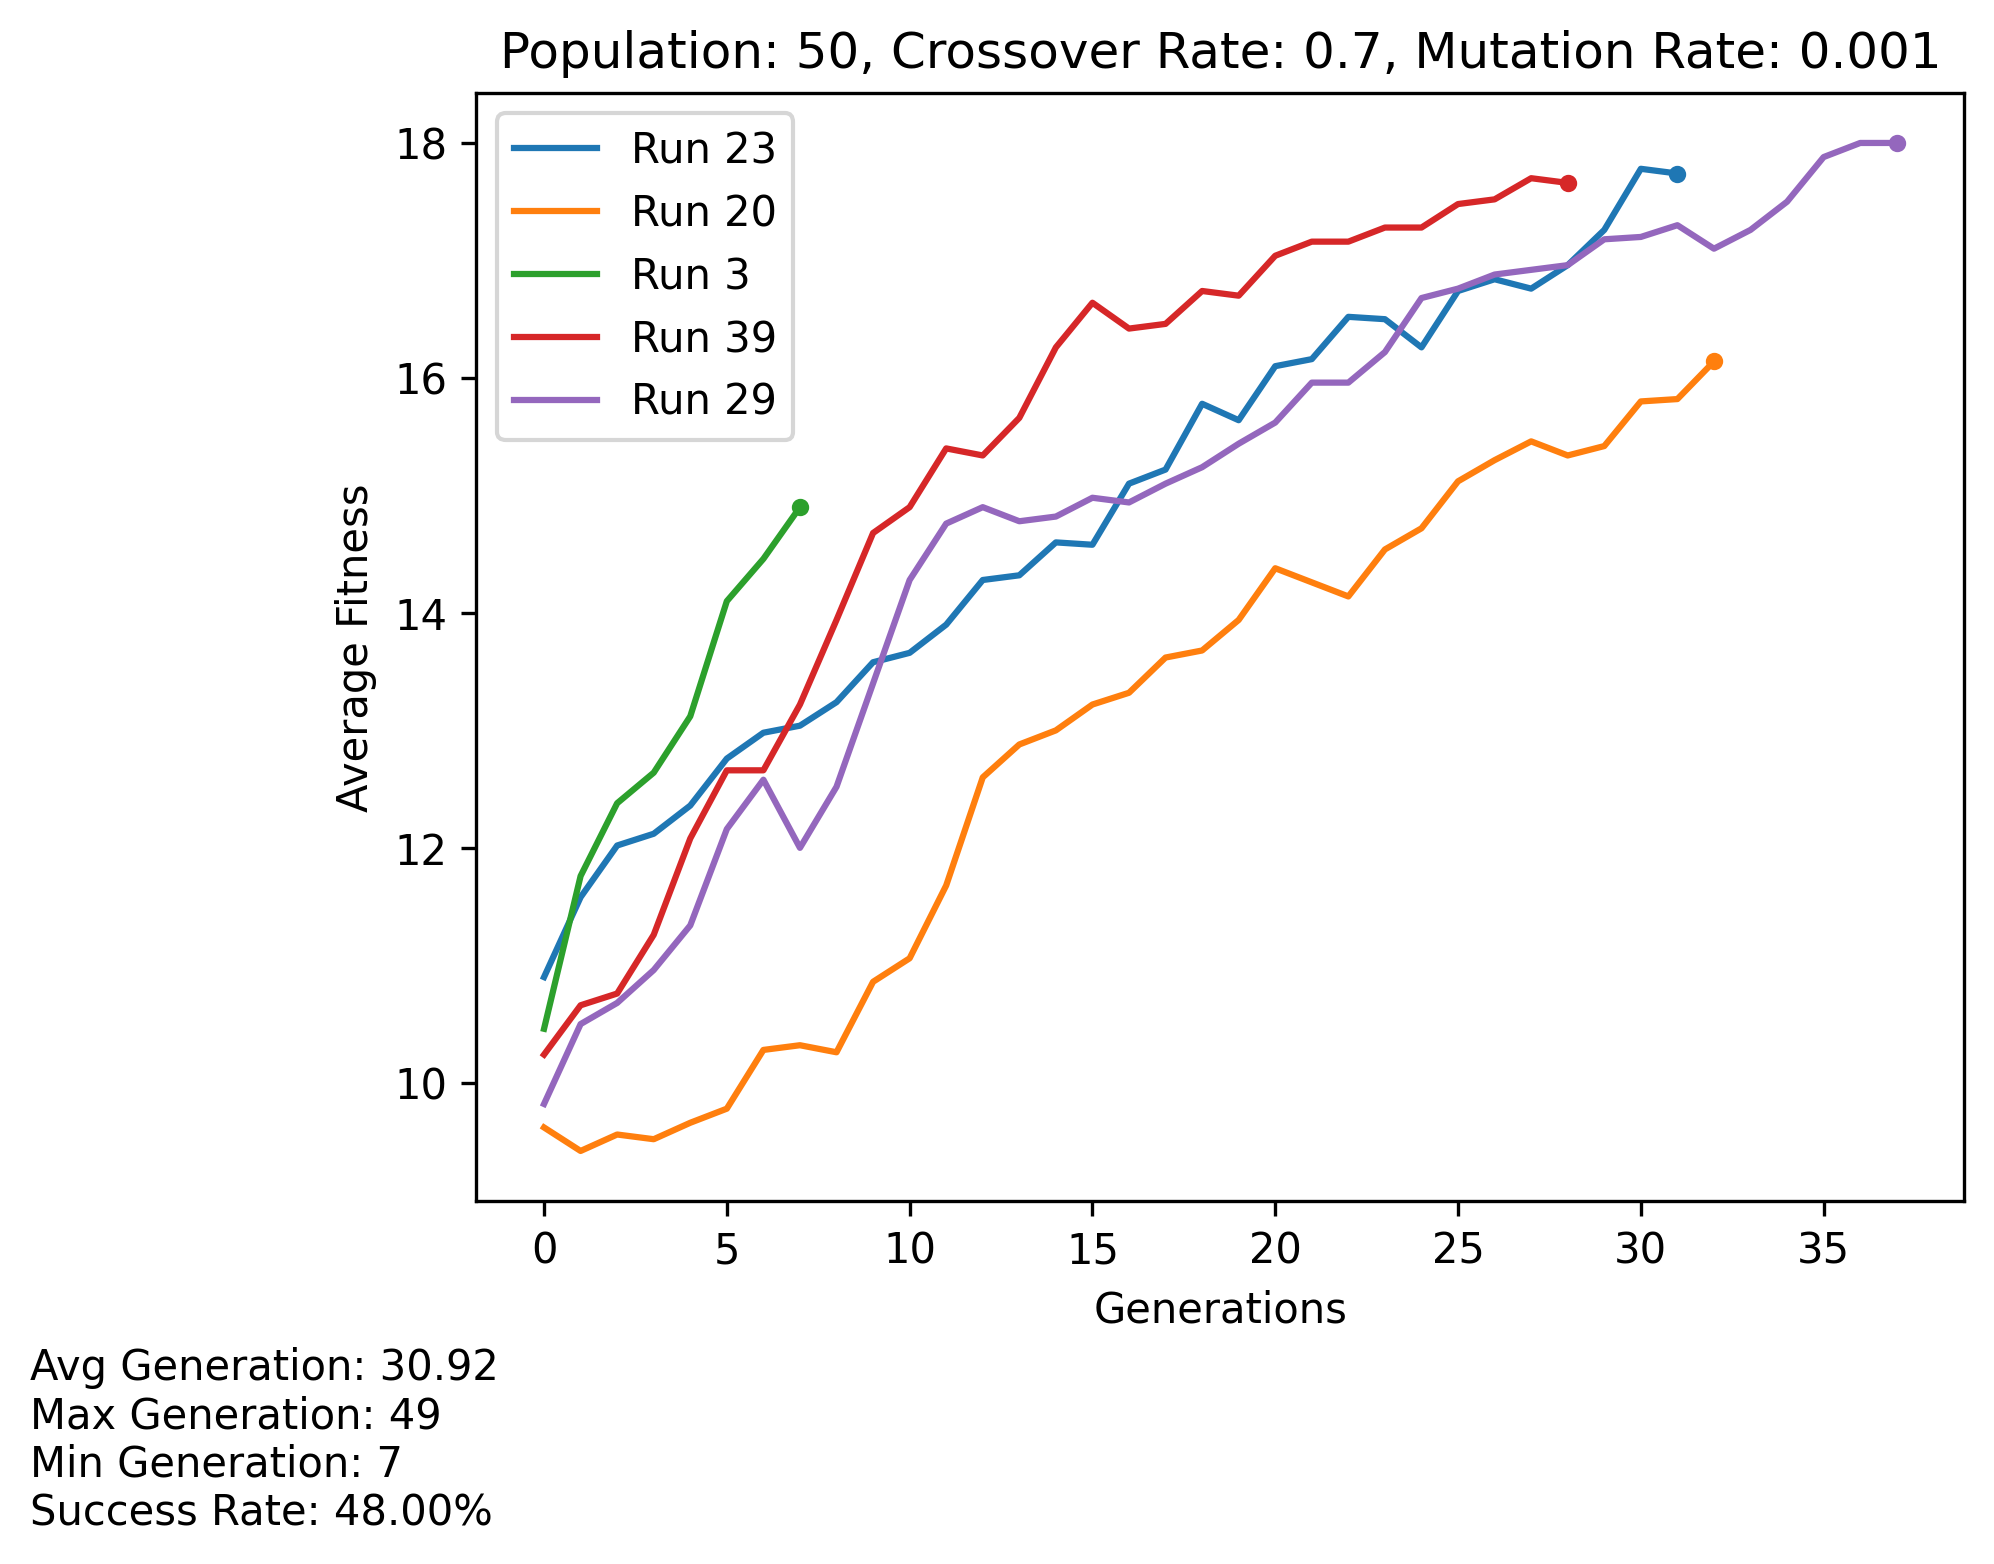 Population: 50, Crossover Rate: 0.7, Mutation Rate: 0.001
Run 23
Run 20
Run 3
Run 39
Run 29
18
16
14
12
10
Average Fitness
0 5 10 15 20 25 30 35
Generations
Avg Generation: 30.92
Max Generation: 49
Min Generation: 7
Success Rate: 48.00%